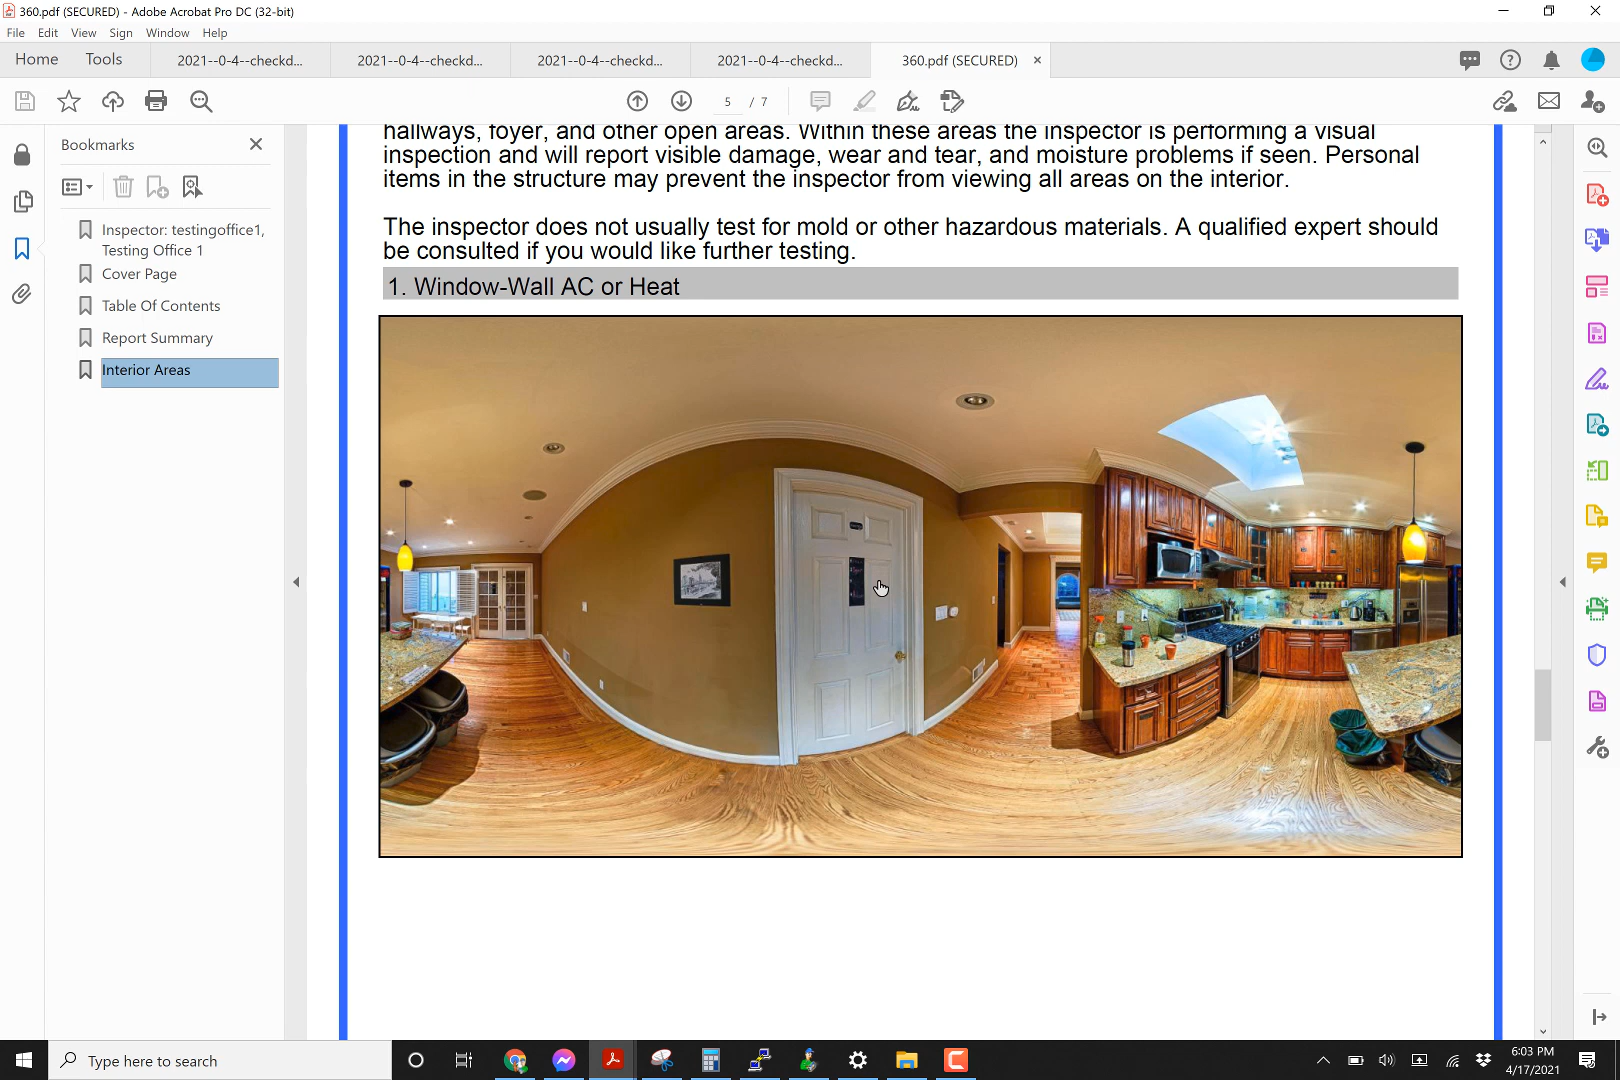 360.pdf (SECURED) - Adobe Acrobat Pro DC (32-bit)
File Edit View Sign Window Help
Home Tools 2021--0-4--checkd... 2021--0-4--checkd... 2021--0-4--checkd... 2021--0-4--checkd... 360.pdf (SECURED) ×
5 / 7
Bookmarks
Inspector: testingoffice1,
Testing Office 1
Cover Page
Table Of Contents
Report Summary
Interior Areas
hallways, foyer, and other open areas. Within these areas the inspector is performing a visual
inspection and will report visible damage, wear and tear, and moisture problems if seen. Personal
items in the structure may prevent the inspector from viewing all areas on the interior.
The inspector does not usually test for mold or other hazardous materials. A qualified expert should
be consulted if you would like further testing.
1. Window-Wall AC or Heat
Type here to search
6:03 PM
4/17/2021